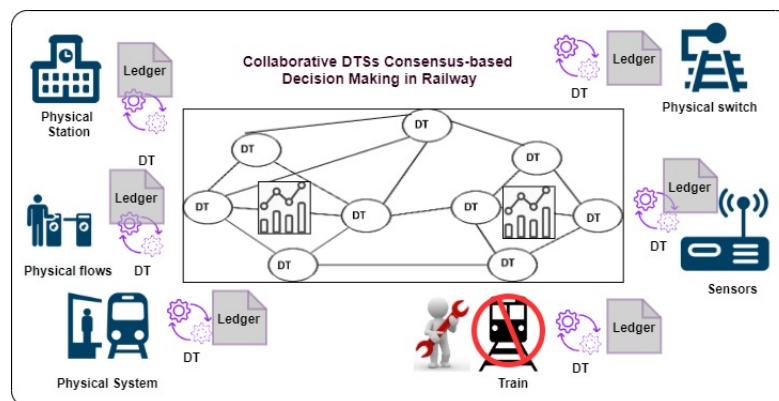 Collaborative DTSs Consensus-based
Decision Making in Railway
Ledger
Physical
Station
DT
Ledger
DT
Physical switch
Ledger
Physical flows
DT
Ledger
DT
Sensors
DT
DT
DT
DT
DT
DT
DT
DT
DT
Ledger
DT
Physical System
Train
Ledger
DT